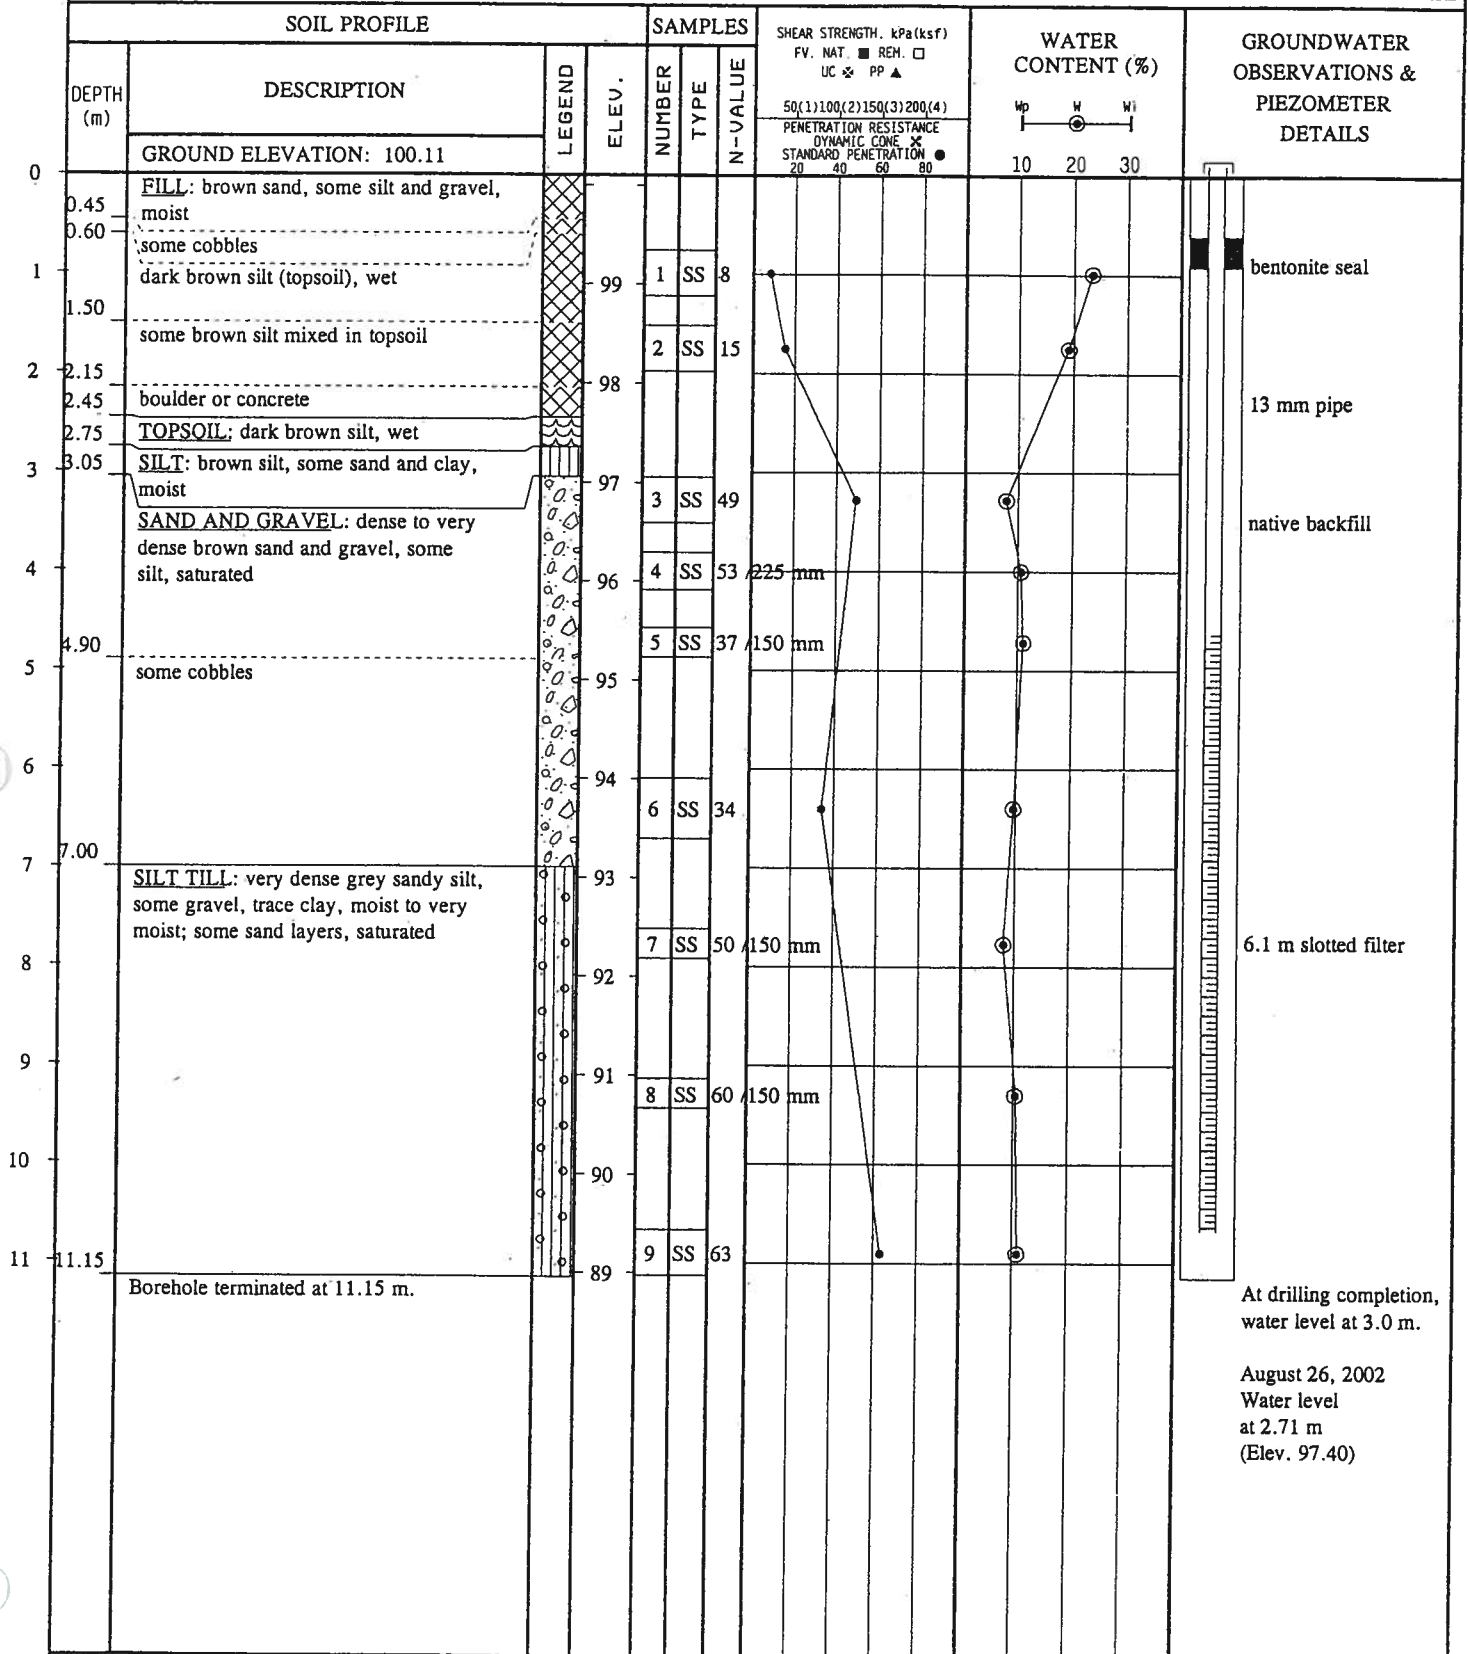 SOIL PROFILE
SAMPLES
SHEAR STRENGTH. kPa(ksf)
FV. NAT. ■ REM. □
UC PP ▲
50(1)100(2)150(3)200(4)
PENETRATION RESISTANCE
DYNAMIC CONE ✕
STANDARD PENETRATION ●
20 40 60 80
WATER
CONTENT (%)
Wp W Wl
10 20 30
GROUNDWATER
OBSERVATIONS &
PIEZOMETER
DETAILS
DEPTH
(m)
DESCRIPTION
LEGEND
ELEV.
NUMBER
TYPE
N-VALUE
GROUND ELEVATION: 100.11
0
FILL: brown sand, some silt and gravel,
moist
0.45
0.60
some cobbles
1
dark brown silt (topsoil), wet
99
1 SS 8
bentonite seal
1.50
some brown silt mixed in topsoil
2 SS 15
2
2.15
98
2.45
boulder or concrete
13 mm pipe
2.75
TOPSOIL: dark brown silt, wet
3
3.05
SILT: brown silt, some sand and clay,
moist
97
3 SS 49
SAND AND GRAVEL: dense to very
dense brown sand and gravel, some
silt, saturated
native backfill
4
96
4 SS 53 /225 mm
4.90
5 SS 37 /150 mm
5
some cobbles
95
6
94
6 SS 34
7.00
7
SILT TILL: very dense grey sandy silt,
some gravel, trace clay, moist to very
moist; some sand layers, saturated
93
7 SS 50 /150 mm
6.1 m slotted filter
8
92
9
91
8 SS 60 /150 mm
10
90
11
11.15
9 SS 63
89
Borehole terminated at 11.15 m.
At drilling completion,
water level at 3.0 m.
August 26, 2002
Water level
at 2.71 m
(Elev. 97.40)